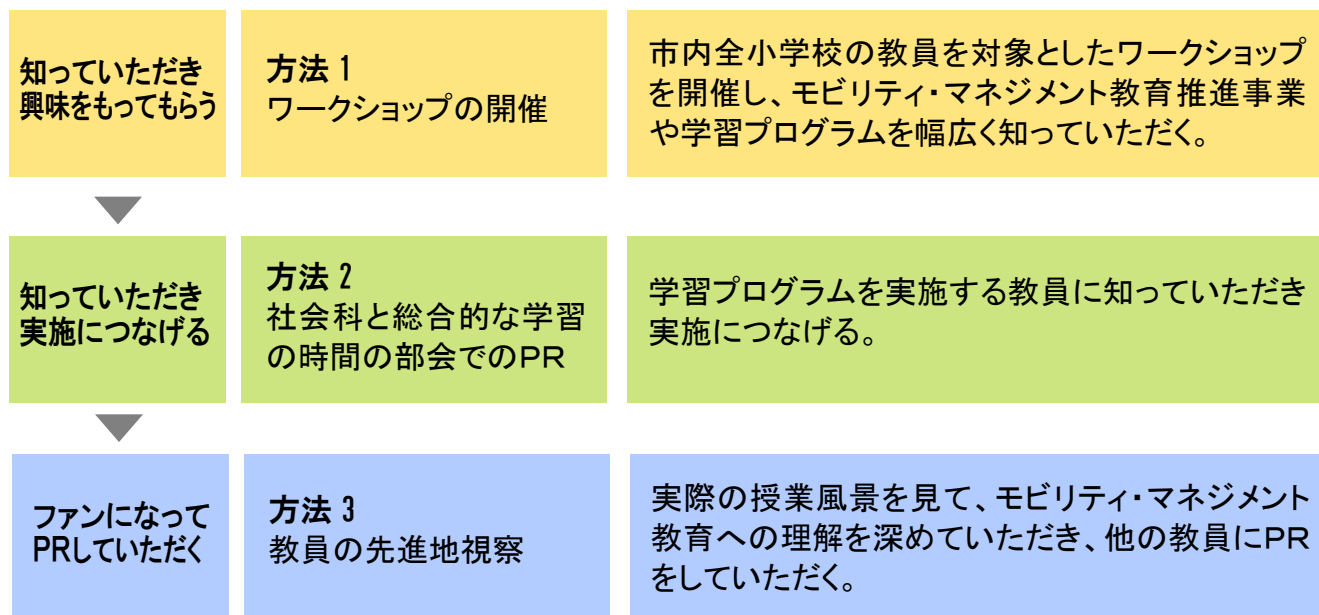 知っていただき
興味をもってもらう
方法 1
ワークショップの開催
市内全小学校の教員を対象としたワークショップ
を開催し、モビリティ・マネジメント教育推進事業
や学習プログラムを幅広く知っていただく。
知っていただき
実施につなげる
方法 2
社会科と総合的な学習
の時間の部会でのPR
学習プログラムを実施する教員に知っていただき
実施につなげる。
ファンになって
PRしていただく
方法 3
教員の先進地視察
実際の授業風景を見て、モビリティ・マネジメント
教育への理解を深めていただき、他の教員にPR
をしていただく。